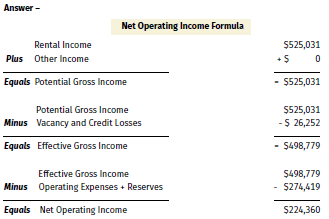 Answer –
Net Operating Income Formula
Rental Income $525,031
Plus Other Income + $ 0
Equals Potential Gross Income = $525,031
Potential Gross Income $525,031
Minus Vacancy and Credit Losses - $ 26,252
Equals Effective Gross Income = $498,779
Effective Gross Income $498,779
Minus Operating Expenses + Reserves - $274,419
Equals Net Operating Income $224,360